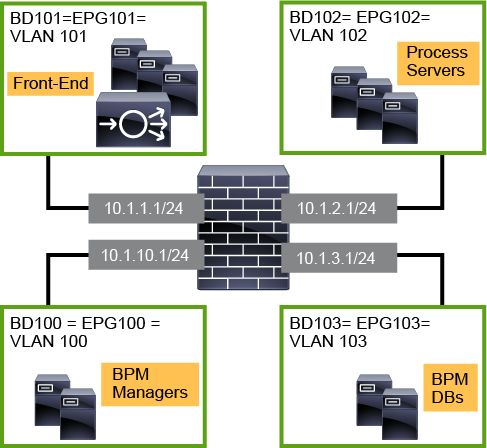 BD101=EPG101=
VLAN 101
Front-End
BD102= EPG102=
VLAN 102
Process
Servers
10.1.1.1/24
10.1.2.1/24
10.1.10.1/24
10.1.3.1/24
BD100 = EPG100 =
VLAN 100
BPM
Managers
BD103= EPG103=
VLAN 103
BPM
DBs